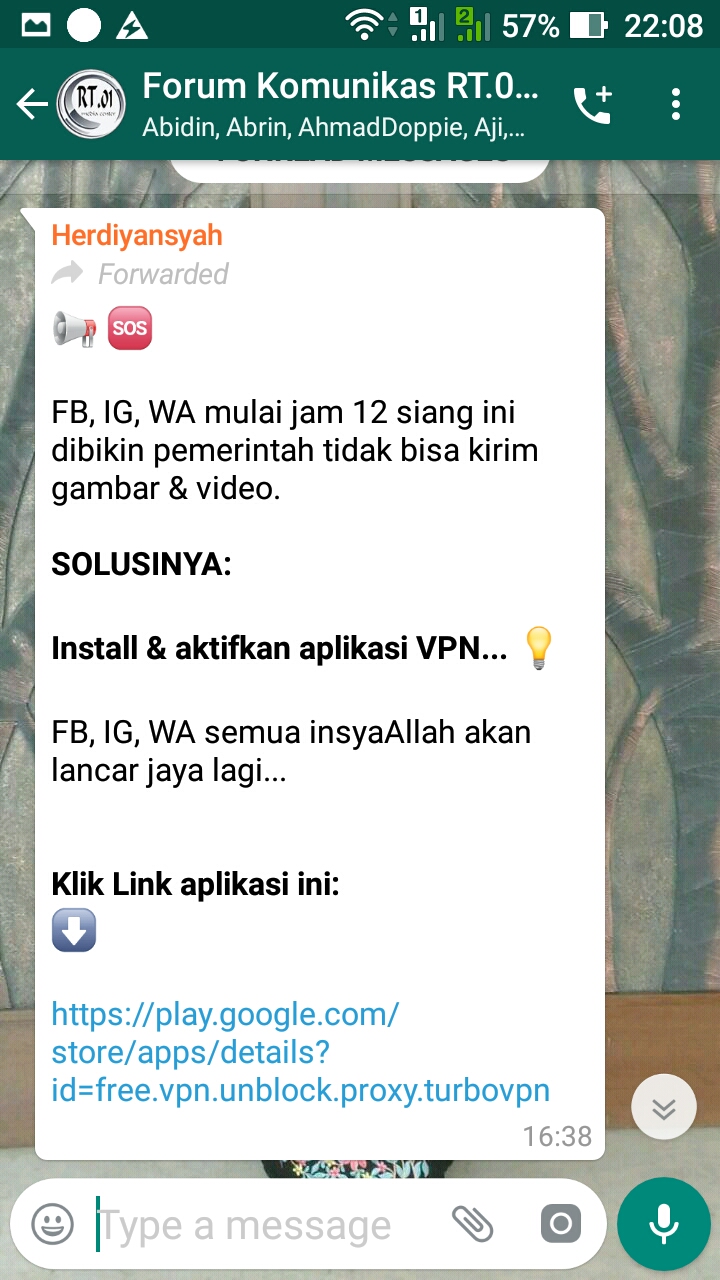 1 2 57% 22:08
RT.01
media center
Forum Komunikas RT.0...
Abidin, Abrin, AhmadDoppie, Aji,...
Herdiyansyah
Forwarded
SOS
FB, IG, WA mulai jam 12 siang ini
dibikin pemerintah tidak bisa kirim
gambar & video.
SOLUSINYA:
Install & aktifkan aplikasi VPN...
FB, IG, WA semua insyaAllah akan
lancar jaya lagi...
Klik Link aplikasi ini:
https://play.google.com/
store/apps/details?
id=free.vpn.unblock.proxy.turbovpn
16:38
Type a message